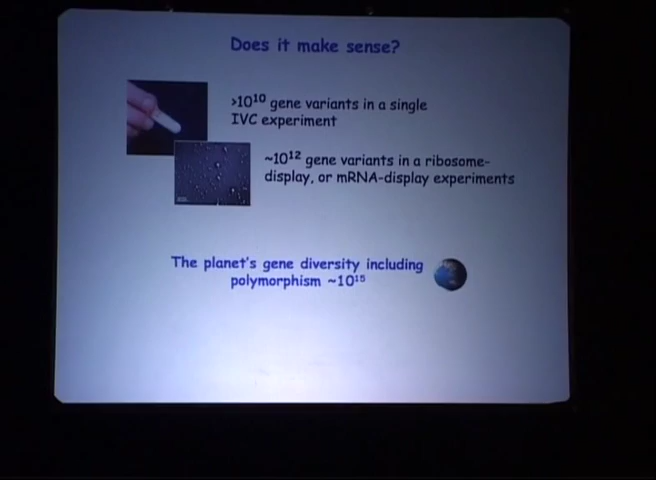 Does it make sense?
>10¹⁰ gene variants in a single
IVC experiment
~10¹² gene variants in a ribosome-
display, or mRNA-display experiments
The planet's gene diversity including
polymorphism ~10¹⁵